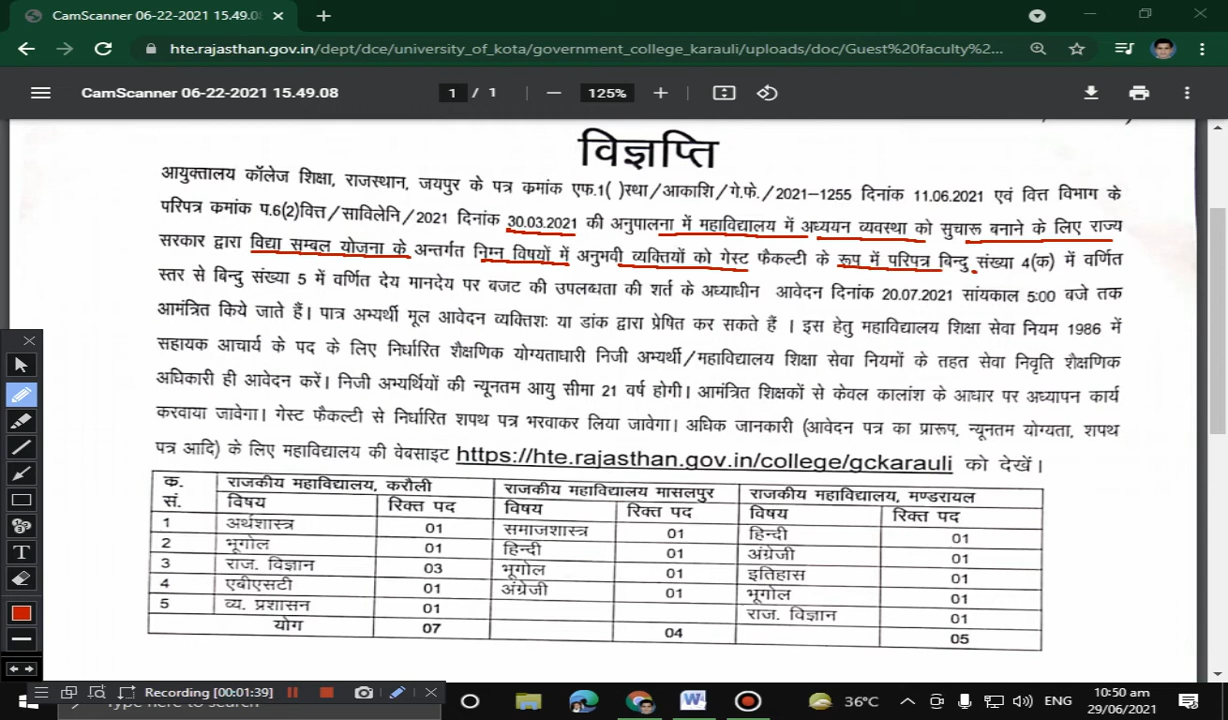 CamScanner 06-22-2021 15.49.0
hte.rajasthan.gov.in/dept/dce/university_of_kota/government_college_karauli/uploads/doc/Guest%20faculty%2...
CamScanner 06-22-2021 15.49.08
1 / 1
125%
विज्ञप्ति
आयुक्तालय कॉलेज शिक्षा, राजस्थान, जयपुर के पत्र कमांक एफ.1( )स्था/आकाशि/गे.फे./2021-1255 दिनांक 11.06.2021 एवं वित्त विभाग के
परिपत्र कमांक प.6(2)वित्त/साविलेनि/2021 दिनांक 30.03.2021 की अनुपालना में महाविद्यालय में अध्ययन व्यवस्था को सुचारू बनाने के लिए राज्य
सरकार द्वारा विद्या सम्बल योजना के अन्तर्गत निम्न विषयों में अनुभवी व्यक्तियों को गेस्ट फैकल्टी के रूप में परिपत्र बिन्दु संख्या 4(क) में वर्णित
स्तर से बिन्दु संख्या 5 में वर्णित देय मानदेय पर बजट की उपलब्धता की शर्त के अध्याधीन आवेदन दिनांक 20.07.2021 सांयकाल 5:00 बजे तक
आमंत्रित किये जाते हैं। पात्र अभ्यर्थी मूल आवेदन व्यक्तिशः या डांक द्वारा प्रेषित कर सकते हैं । इस हेतु महाविद्यालय शिक्षा सेवा नियम 1986 में
सहायक आचार्य के पद के लिए निर्धारित शैक्षणिक योग्यताधारी निजी अभ्यर्थी/महाविद्यालय शिक्षा सेवा नियमों के तहत सेवा निवृति शैक्षणिक
अधिकारी ही आवेदन करें। निजी अभ्यर्थियों की न्यूनतम आयु सीमा 21 वर्ष होगी। आमंत्रित शिक्षकों से केवल कालांश के आधार पर अध्यापन कार्य
करवाया जावेगा। गेस्ट फैकल्टी से निर्धारित शपथ पत्र भरवाकर लिया जावेगा। अधिक जानकारी (आवेदन पत्र का प्रारूप, न्यूनतम योग्यता, शपथ
पत्र आदि) के लिए महाविद्यालय की वेबसाइट https://hte.rajasthan.gov.in/college/gckarauli को देखें।
क. सं. राजकीय महाविद्यालय, करौली राजकीय महाविद्यालय मासलपुर राजकीय महाविद्यालय, मण्डरायल
विषय रिक्त पद विषय रिक्त पद विषय रिक्त पद
1 अर्थशास्त्र 01 समाजशास्त्र 01 हिन्दी 01
2 भूगोल 01 हिन्दी 01 अंग्रेजी 01
3 राज. विज्ञान 03 भूगोल 01 इतिहास 01
4 एबीएसटी 01 अंग्रेजी 01 भूगोल 01
5 व्य. प्रशासन 01 राज. विज्ञान 01
योग 07 04 05
Recording [00:01:39]
Type here to search
36°C
ENG
10:50 am
29/06/2021